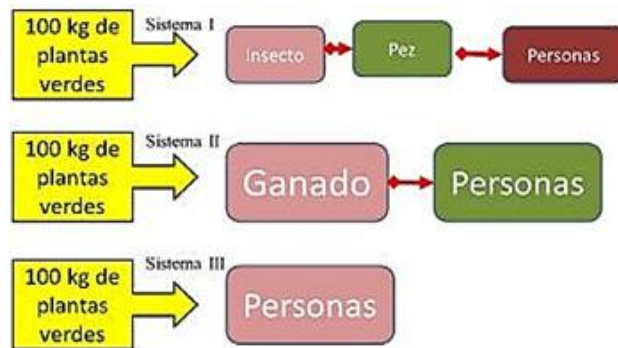 100 kg de
plantas
verdes
Sistema I
Insecto
Pez
Personas
100 kg de
plantas
verdes
Sistema II
Ganado
Personas
100 kg de
plantas
verdes
Sistema III
Personas